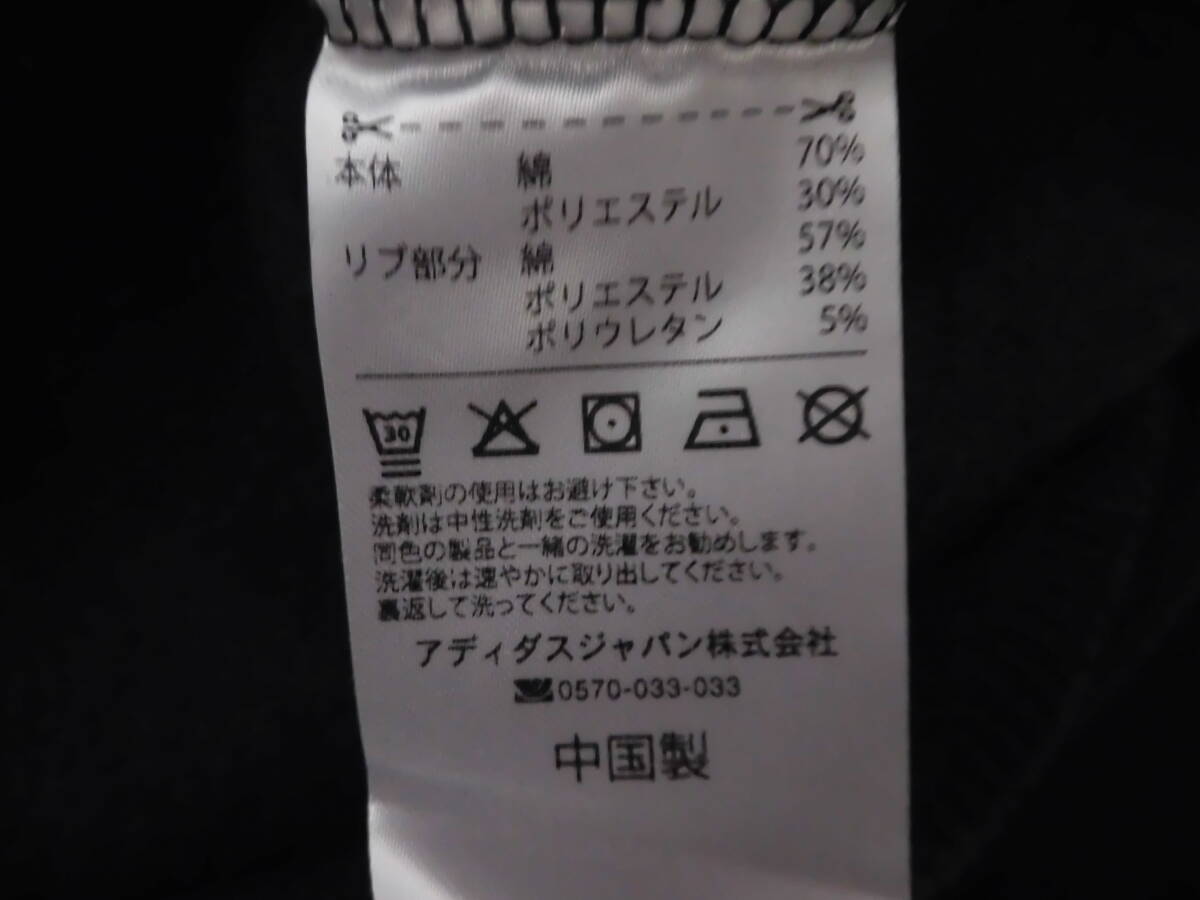 本体 綿 70%
ポリエステル 30%
リブ部分 綿 57%
ポリエステル 38%
ポリウレタン 5%
30
柔軟剤の使用はお避け下さい。
洗剤は中性洗剤をご使用ください。
同色の製品と一緒の洗濯をお勧めします。
洗濯後は速やかに取り出してください。
裏返して洗ってください。
アディダスジャパン株式会社
0570-033-033
中国製